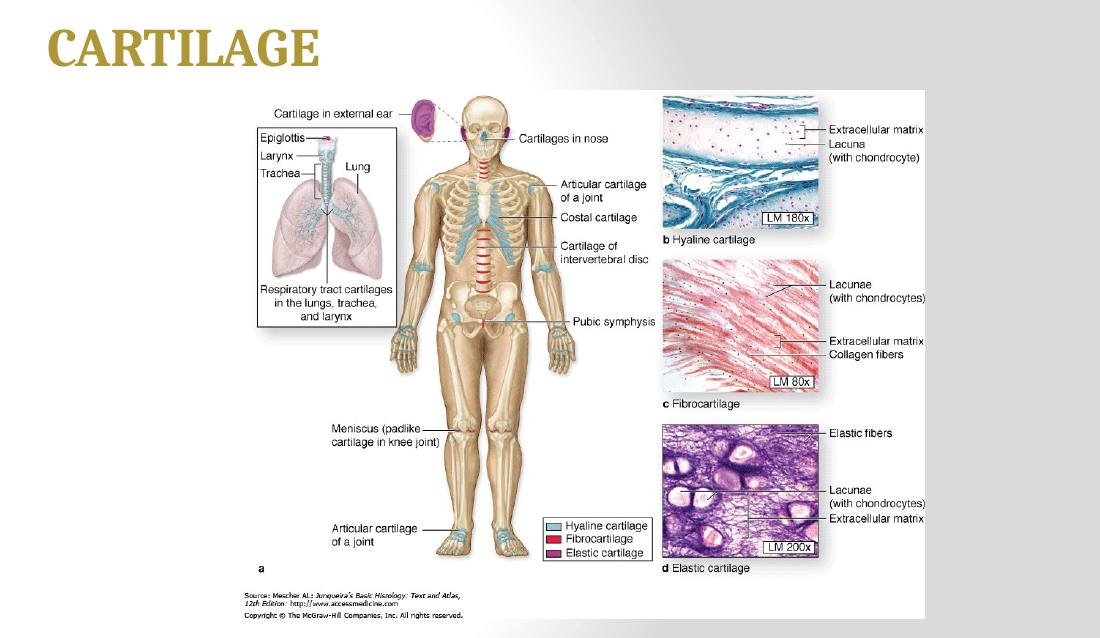 CARTILAGE
Cartilage in external ear
Epiglottis
Larynx
Trachea
Lung
Respiratory tract cartilages
in the lungs, trachea,
and larynx
Cartilages in nose
Articular cartilage
of a joint
Costal cartilage
Cartilage of
intervertebral disc
Pubic symphysis
Meniscus (padlike
cartilage in knee joint)
Articular cartilage
of a joint
Hyaline cartilage
Fibrocartilage
Elastic cartilage
a
Extracellular matrix
Lacuna
(with chondrocyte)
LM 180x
b Hyaline cartilage
Lacunae
(with chondrocytes)
Extracellular matrix
Collagen fibers
LM 80x
c Fibrocartilage
Elastic fibers
Lacunae
(with chondrocytes)
Extracellular matrix
LM 200x
d Elastic cartilage
Source: Mescher AL: Junqueira's Basic Histology: Text and Atlas,
12th Edition: http://www.accessmedicine.com
Copyright © The McGraw-Hill Companies, Inc. All rights reserved.